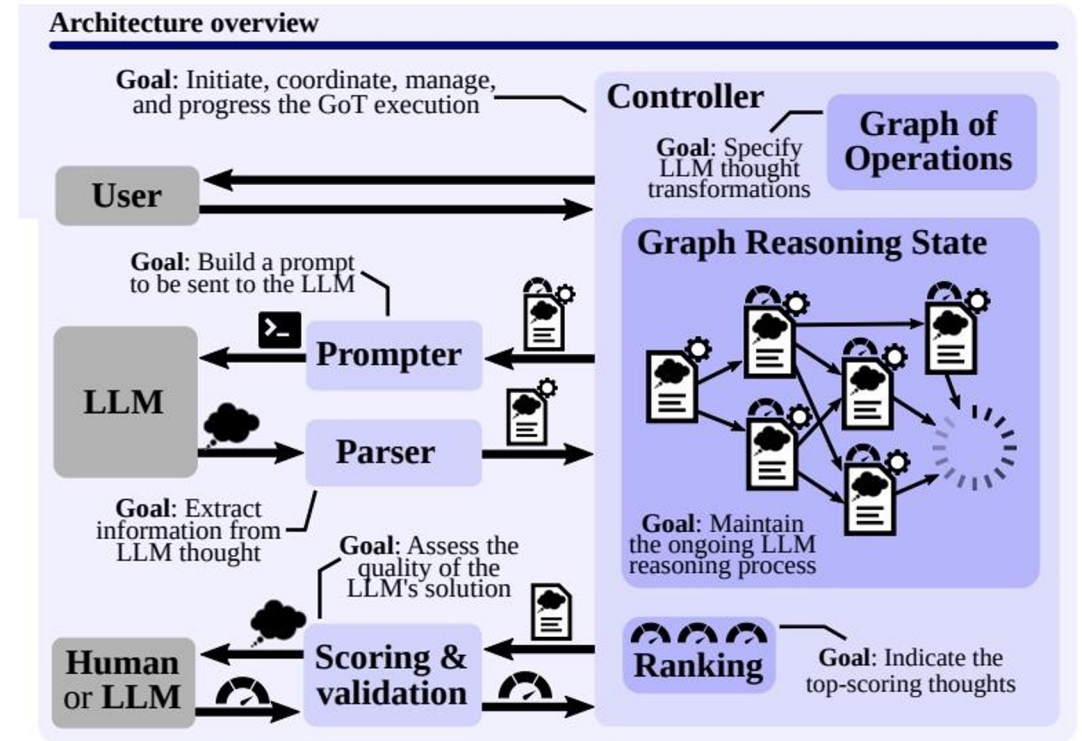 Architecture overview
Goal: Initiate, coordinate, manage,
and progress the GoT execution
Controller
Graph of
Operations
Goal: Specify
LLM thought
transformations
User
Graph Reasoning State
Goal: Build a prompt
to be sent to the LLM
Prompter
LLM
Parser
Goal: Extract
information from
LLM thought
Goal: Maintain
the ongoing LLM
reasoning process
Goal: Assess the
quality of the
LLM's solution
Human
or LLM
Scoring &
validation
Ranking
Goal: Indicate the
top-scoring thoughts